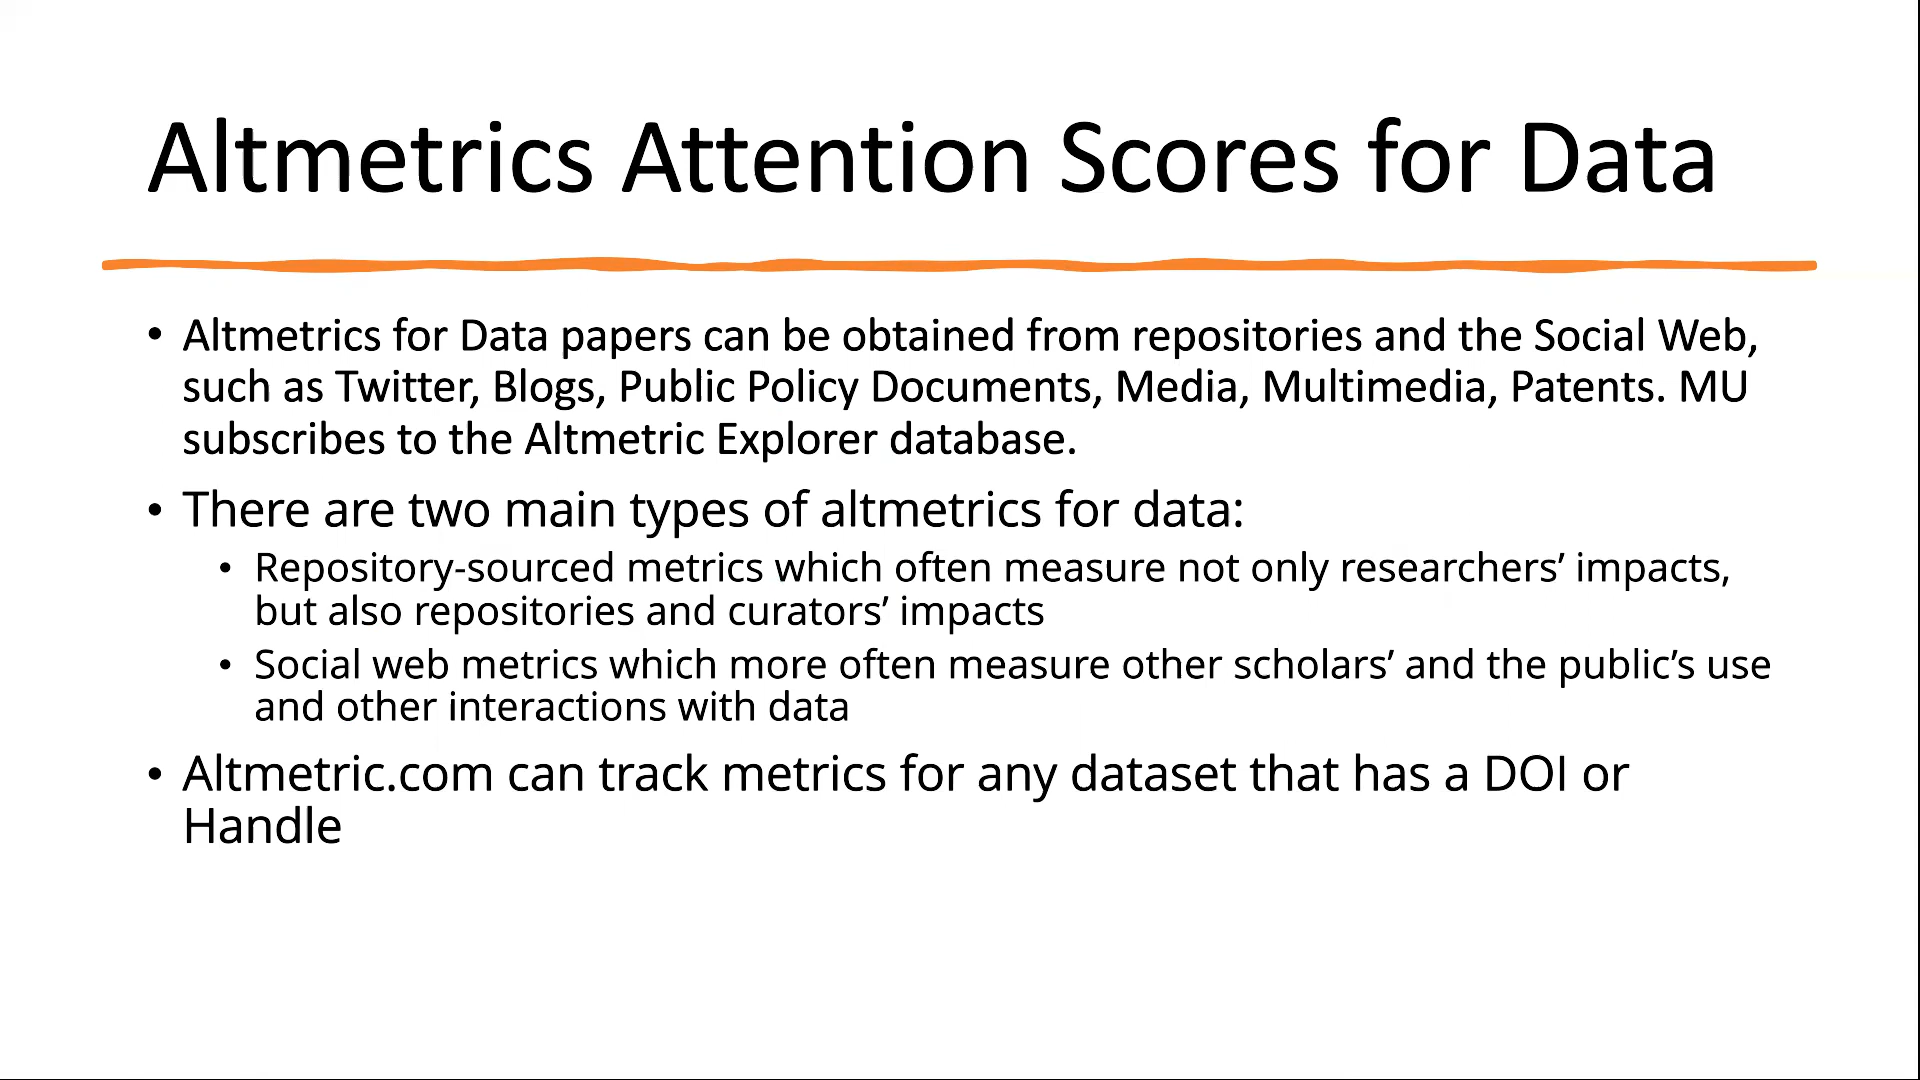 Altmetrics Attention Scores for Data
• Altmetrics for Data papers can be obtained from repositories and the Social Web,
such as Twitter, Blogs, Public Policy Documents, Media, Multimedia, Patents. MU
subscribes to the Altmetric Explorer database.
• There are two main types of altmetrics for data:
• Repository-sourced metrics which often measure not only researchers’ impacts,
but also repositories and curators’ impacts
• Social web metrics which more often measure other scholars’ and the public’s use
and other interactions with data
• Altmetric.com can track metrics for any dataset that has a DOI or
Handle